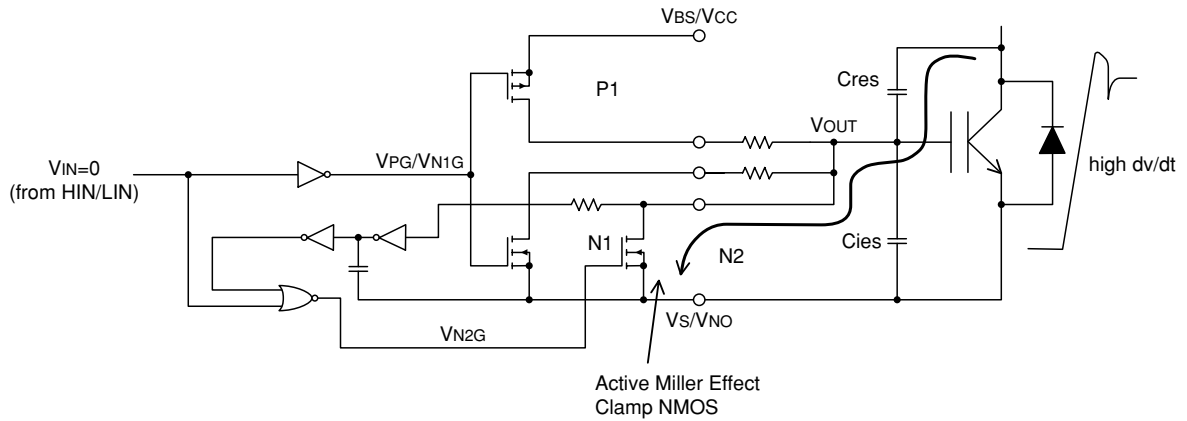 VBS/VCC
P1
Cres
VOUT
VIN=0
(from HIN/LIN)
VPG/VN1G
high dv/dt
N1
N2
Cies
VS/VNO
VN2G
Active Miller Effect
Clamp NMOS